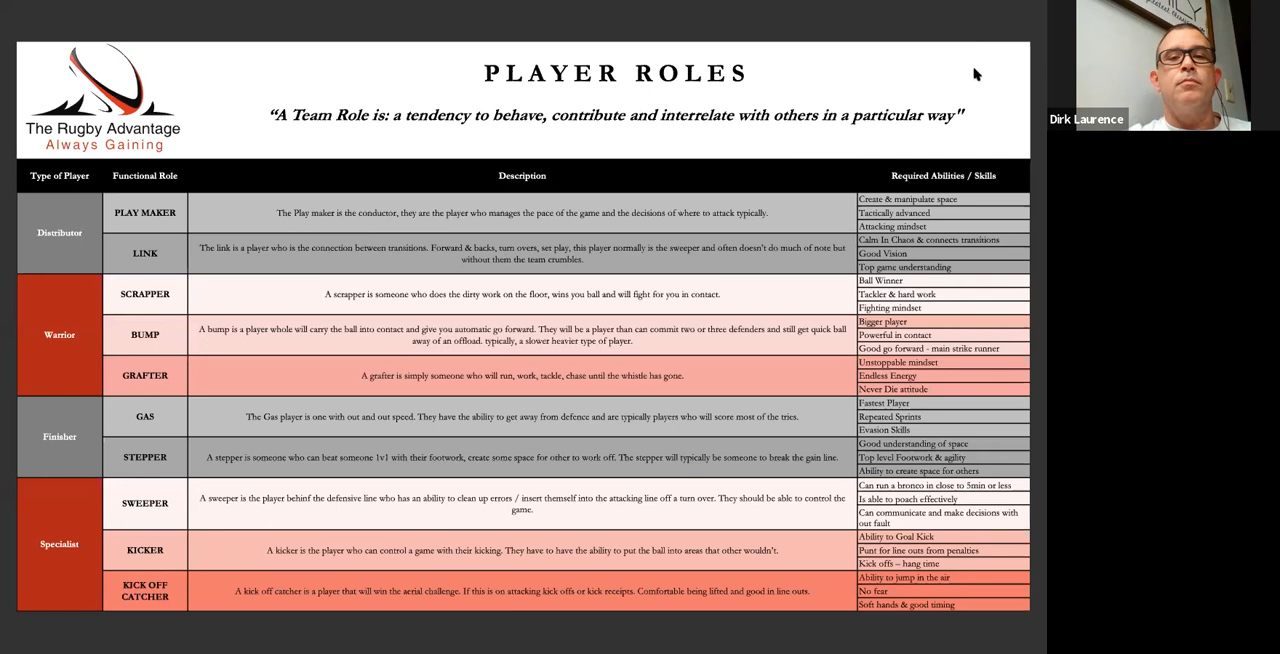 PLAYER ROLES
"A Team Role is: a tendency to behave, contribute and interrelate with others in a particular way"
The Rugby Advantage
Always Gaining
Dirk Laurence
Type of Player
Functional Role
Description
Required Abilities / Skills
Distributor
PLAY MAKER
The Play maker is the conductor, they are the player who manages the pace of the game and the decisions of where to attack typically.
Create & manipulate space
Tactically advanced
Attacking mindset
LINK
The link is a player who is the connection between transitions. Forward & backs, turn overs, set play, this player normally is the sweeper and often doesn't do much of note but
without them the team crumbles.
Calm In Chaos & connects transitions
Good Vision
Top game understanding
Warrior
SCRAPPER
A scrapper is someone who does the dirty work on the floor, wins you ball and will fight for you in contact.
Ball Winner
Tackler & hard work
Fighting mindset
BUMP
A bump is a player whole will carry the ball into contact and give you automatic go forward. They will be a player than can commit two or three defenders and still get quick ball
away of an offload. typically, a slower heavier type of player.
Bigger player
Powerful in contact
Good go forward - main strike runner
GRAFTER
A grafter is simply someone who will run, work, tackle, chase until the whistle has gone.
Unstoppable mindset
Endless Energy
Never Die attitude
Finisher
GAS
The Gas player is one with out and out speed. They have the ability to get away from defence and are typically players who will score most of the tries.
Fastest Player
Repeated Sprints
Evasion Skills
STEPPER
A stepper is someone who can beat someone 1v1 with their footwork, create some space for other to work off. The stepper will typically be someone to break the gain line.
Good understanding of space
Top level Footwork & agility
Ability to create space for others
Specialist
SWEEPER
A sweeper is the player behinf the defensive line who has an ability to clean up errors / insert themself into the attacking line off a turn over. They should be able to control the
game.
Can run a bronco in close to 5min or less
Is able to poach effectively
Can communicate and make decisions with
out fault
KICKER
A kicker is the player who can control a game with their kicking. They have to have the ability to put the ball into areas that other wouldn't.
Ability to Goal Kick
Punt for line outs from penalties
Kick offs – hang time
KICK OFF
CATCHER
A kick off catcher is a player that will win the aerial challenge. If this is on attacking kick offs or kick receipts. Comfortable being lifted and good in line outs.
Ability to jump in the air
No fear
Soft hands & good timing